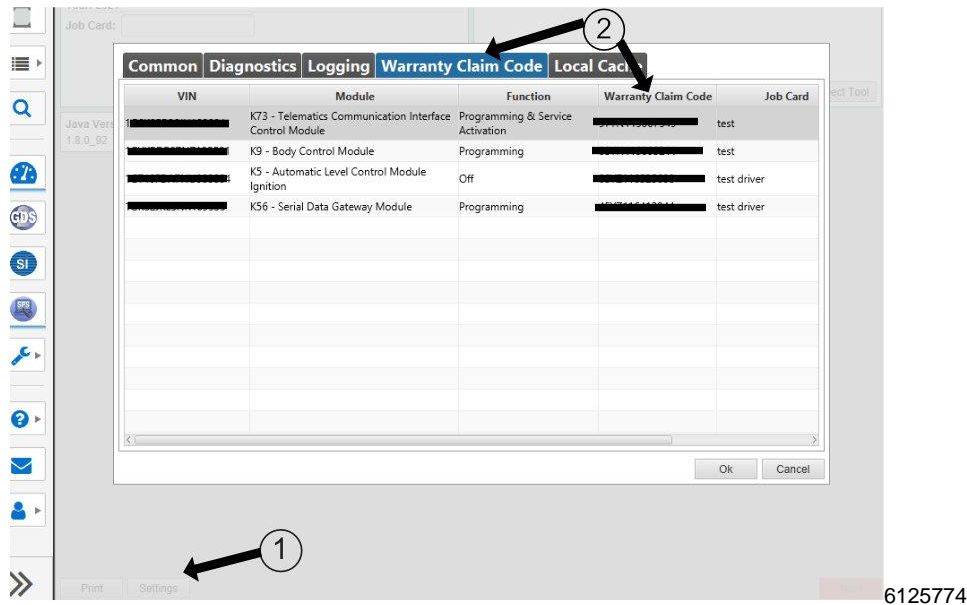 Job Card:
2
Common Diagnostics Logging Warranty Claim Code Local Cache
VIN Module Function Warranty Claim Code Job Card
ect Tool
K73 - Telematics Communication Interface Programming & Service
Control Module Activation test
Java Vers
1.8.0_92
K9 - Body Control Module Programming test
K5 - Automatic Level Control Module
Ignition Off test driver
K56 - Serial Data Gateway Module Programming test driver
GDS
SI
SPS
?
Ok Cancel
1
Print Settings
6125774